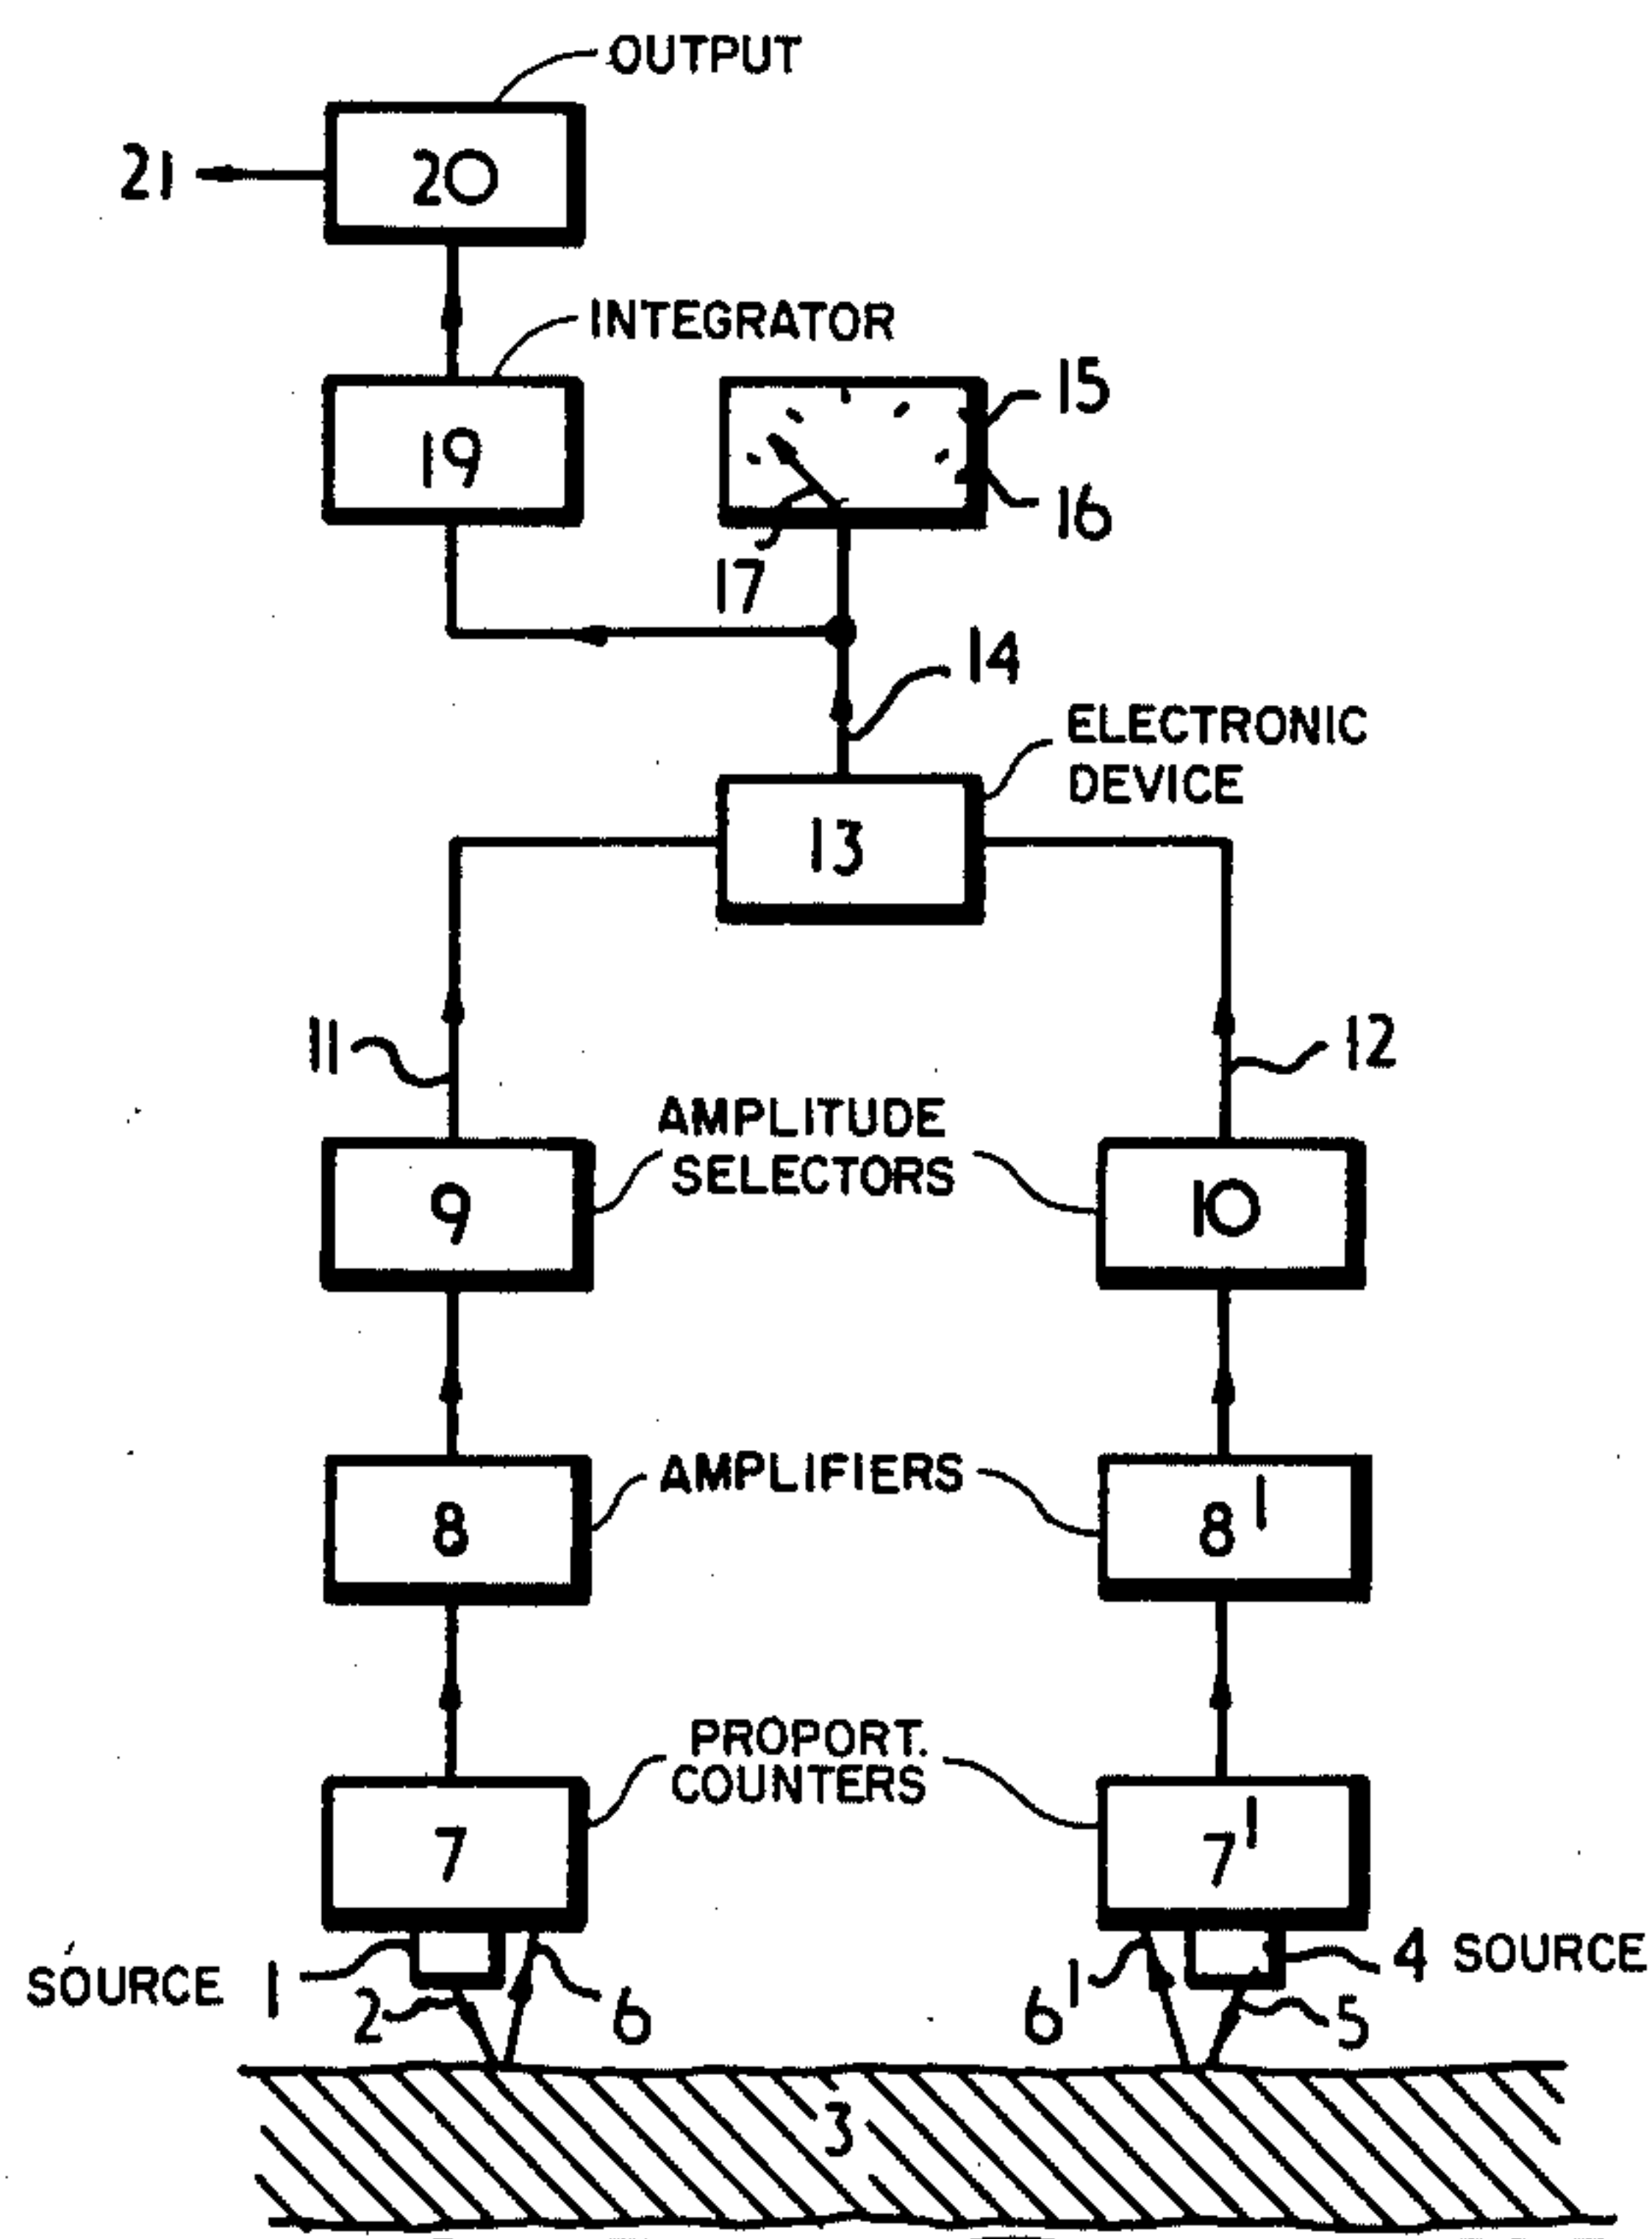 OUTPUT
21
20
INTEGRATOR
15
19
16
17
14
ELECTRONIC
DEVICE
13
11
12
AMPLITUDE
SELECTORS
9
10
AMPLIFIERS
8
8'
PROPORT.
COUNTERS
7
7'
SOURCE 1
4 SOURCE
2
6
6'
5
3